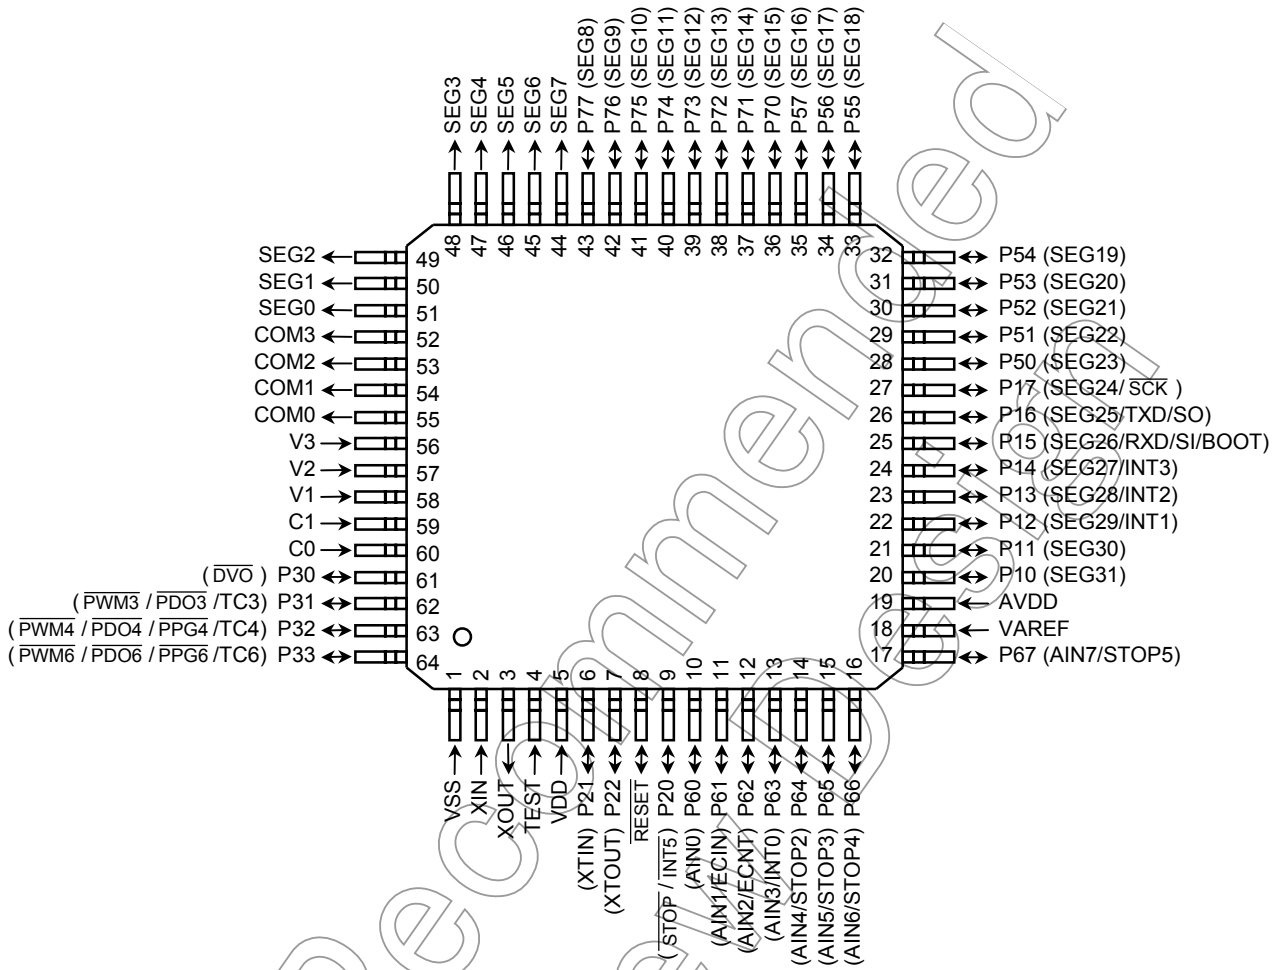 SEG3
SEG4
SEG5
SEG6
SEG7
P77 (SEG8)
P76 (SEG9)
P75 (SEG10)
P74 (SEG11)
P73 (SEG12)
P72 (SEG13)
P71 (SEG14)
P70 (SEG15)
P57 (SEG16)
P56 (SEG17)
P55 (SEG18)
48 47 46 45 44 43 42 41 40 39 38 37 36 35 34 33
SEG2 49
SEG1 50
SEG0 51
COM3 52
COM2 53
COM1 54
COM0 55
V3 56
V2 57
V1 58
C1 59
C0 60
(DVO) P30 61
(PWM3 / PDO3 /TC3) P31 62
(PWM4 / PDO4 / PPG4 /TC4) P32 63
(PWM6 / PDO6 / PPG6 /TC6) P33 64
32 P54 (SEG19)
31 P53 (SEG20)
30 P52 (SEG21)
29 P51 (SEG22)
28 P50 (SEG23)
27 P17 (SEG24/ SCK )
26 P16 (SEG25/TXD/SO)
25 P15 (SEG26/RXD/SI/BOOT)
24 P14 (SEG27/INT3)
23 P13 (SEG28/INT2)
22 P12 (SEG29/INT1)
21 P11 (SEG30)
20 P10 (SEG31)
19 AVDD
18 VAREF
17 P67 (AIN7/STOP5)
1 2 3 4 5 6 7 8 9 10 11 12 13 14 15 16
VSS
XIN
XOUT
TEST
VDD
(XTIN) P21
(XTOUT) P22
RESET
( STOP / INT5 ) P20
(AIN0) P60
(AIN1/ECIN) P61
(AIN2/ECNT) P62
(AIN3/INT0) P63
(AIN4/STOP2) P64
(AIN5/STOP3) P65
(AIN6/STOP4) P66
Recommended
New Design